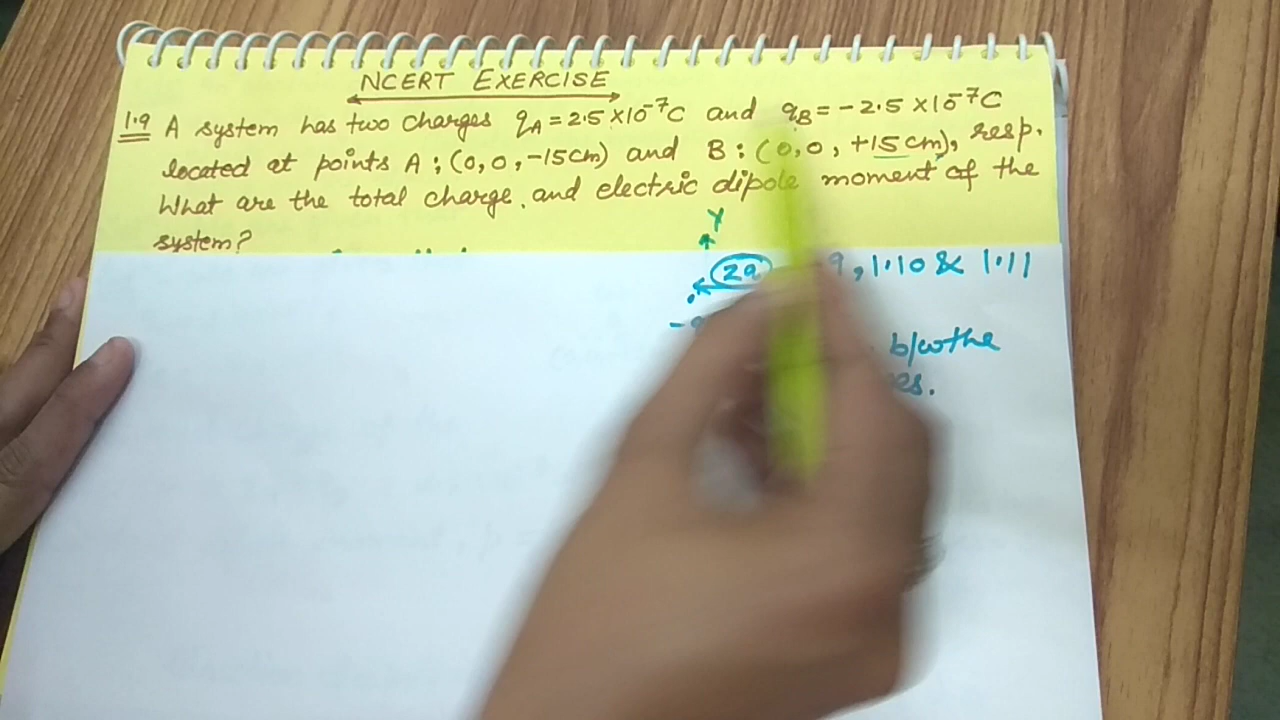 NCERT EXERCISE
1.9 A system has two charges qA = 2.5 ×10⁻⁷C and qB = -2.5 ×10⁻⁷C
located at points A : (0,0,-15cm) and B : (0,0, +15cm), resp.
What are the total charge, and electric dipole moment of the
system?
Y
2a 9, 1.10 & 1.11
-
b/w the
es.